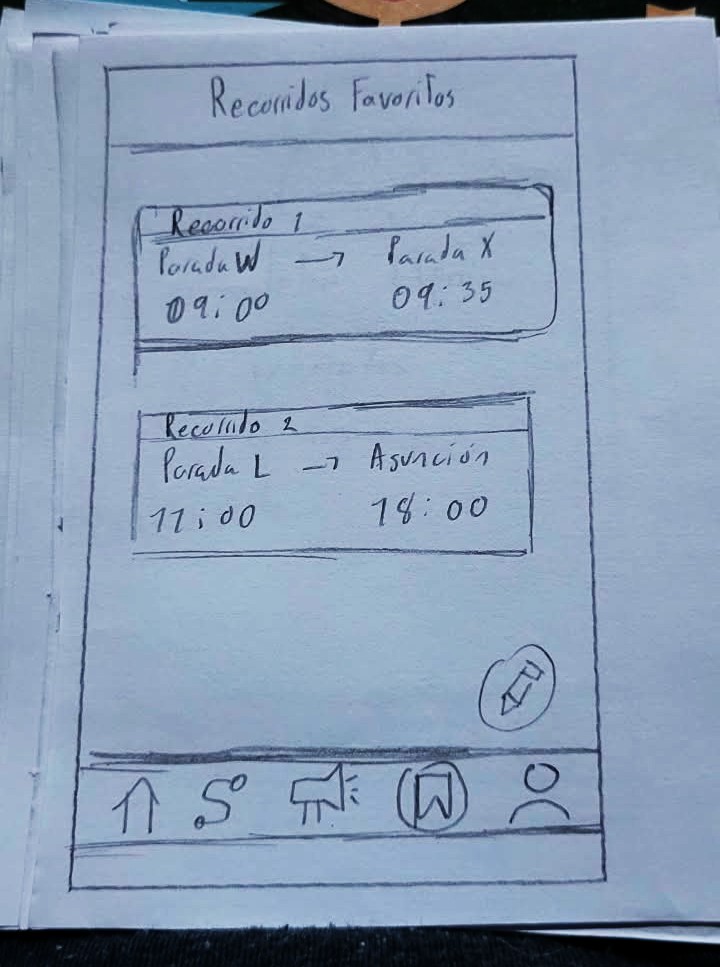 Recorridos Favoritos
Recorrido 1
Parada W → Parada X
09:00 09:35
Recorrido 2
Parada L → Asunción
11:00 18:00